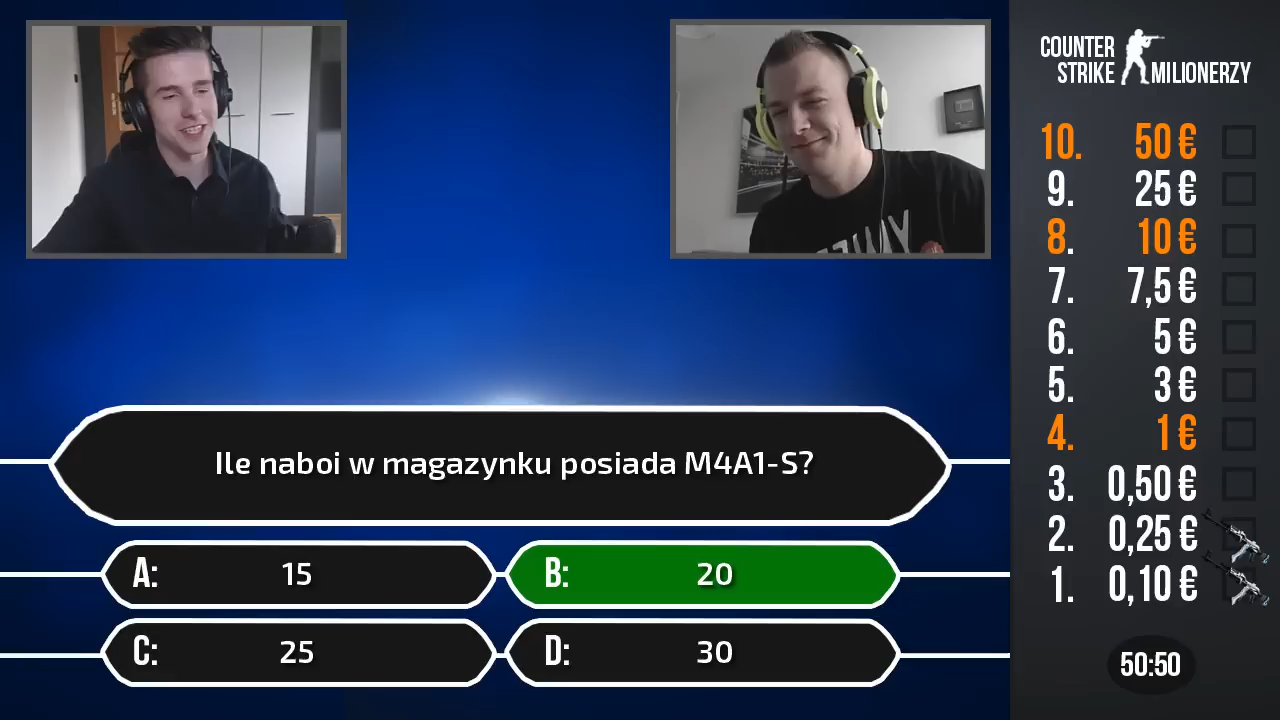 COUNTER
STRIKE MILIONERZY
10. 50 €
9. 25 €
8. 10 €
7. 7,5 €
6. 5 €
5. 3 €
4. 1 €
3. 0,50 €
2. 0,25 €
1. 0,10 €
50:50
Ile naboi w magazynku posiada M4A1-S?
A: 15
B: 20
C: 25
D: 30